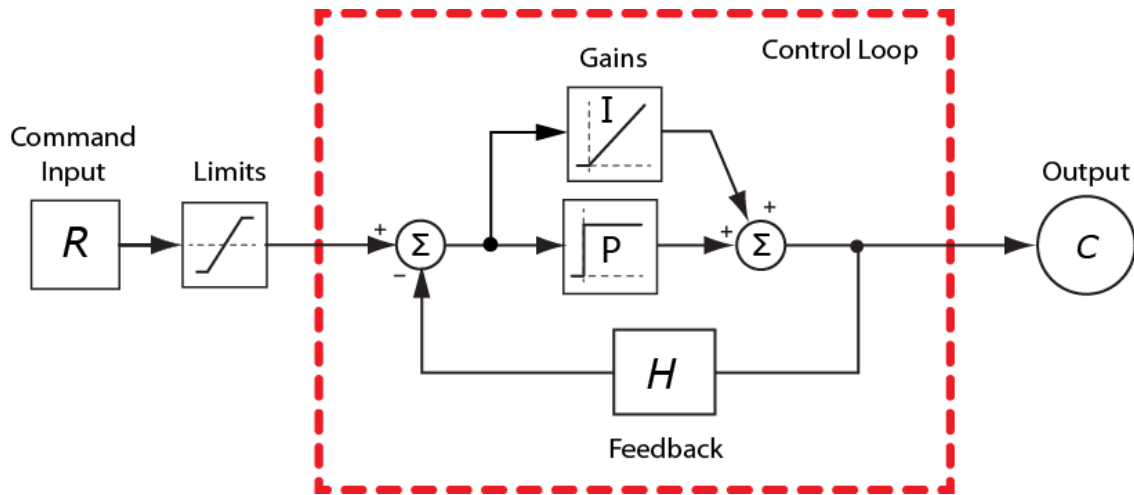 Control Loop
Gains
I
Command
Input
Limits
Output
R
+
Σ
−
P
+
+
Σ
C
H
Feedback